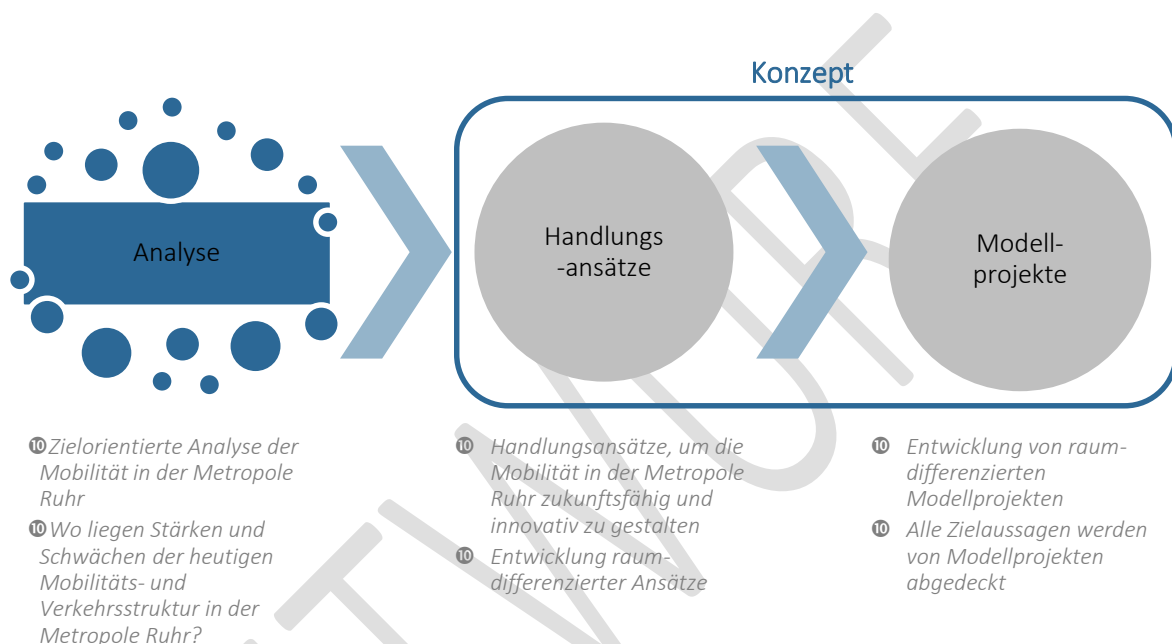 Konzept
Analyse
Handlungs
-ansätze
Modell-
projekte
❿Zielorientierte Analyse der
Mobilität in der Metropole
Ruhr
❿Wo liegen Stärken und
Schwächen der heutigen
Mobilitäts- und
Verkehrsstruktur in der
Metropole Ruhr?
❿ Handlungsansätze, um die
Mobilität in der Metropole
Ruhr zukunftsfähig und
innovativ zu gestalten
❿ Entwicklung raum-
differenzierter Ansätze
❿ Entwicklung von raum-
differenzierten
Modellprojekten
❿ Alle Zielaussagen werden
von Modellprojekten
abgedeckt